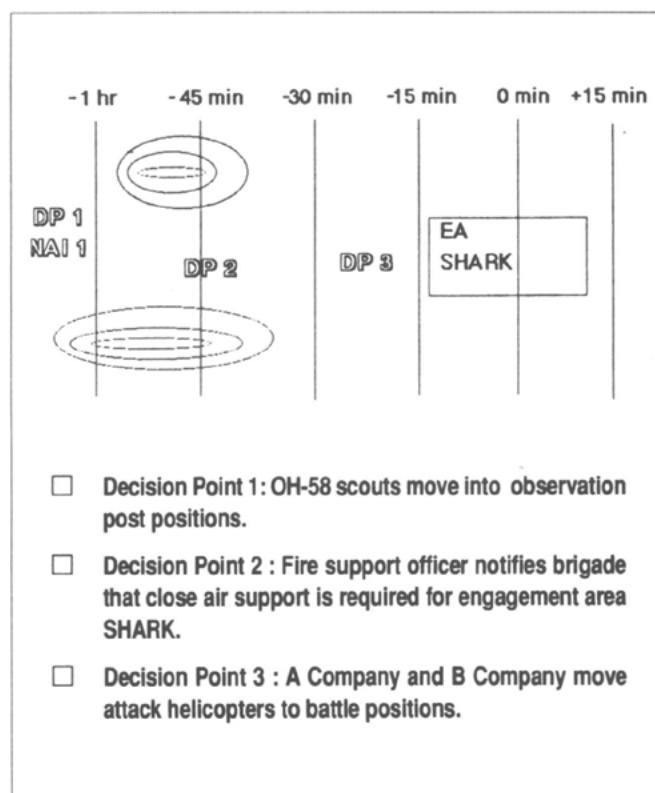 -1 hr - 45 min -30 min -15 min 0 min +15 min
DP 1
NAI 1
DP 2
DP 3
EA
SHARK
Decision Point 1: OH-58 scouts move into observation
post positions.
Decision Point 2 : Fire support officer notifies brigade
that close air support is required for engagement area
SHARK.
Decision Point 3 : A Company and B Company move
attack helicopters to battle positions.